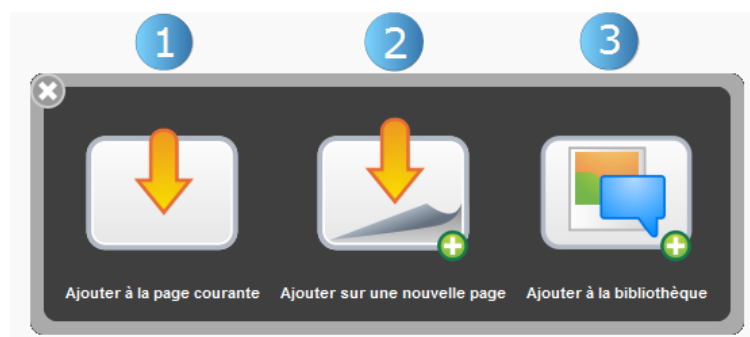 1 2 3
Ajouter à la page courante Ajouter sur une nouvelle page Ajouter à la bibliothèque